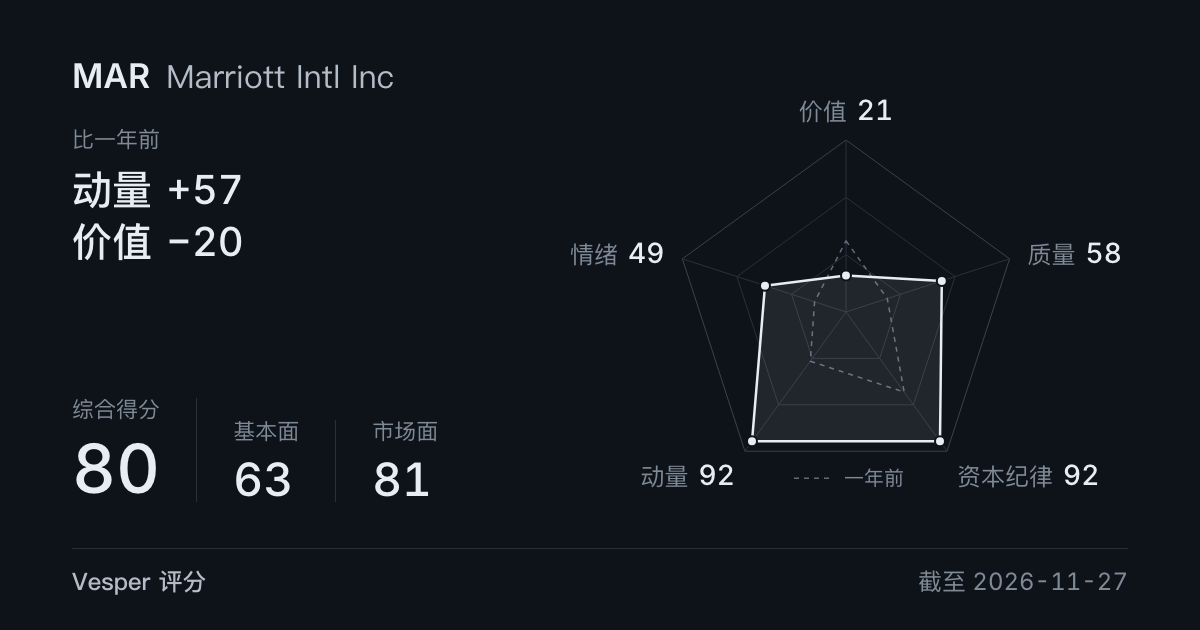 MAR Marriott Intl Inc
比一年前
动量 +57
价值 −20
综合得分
80
基本面
63
市场面
81
价值 21
质量 58
情绪 49
动量 92
一年前
资本纪律 92
Vesper 评分
截至 2026-11-27